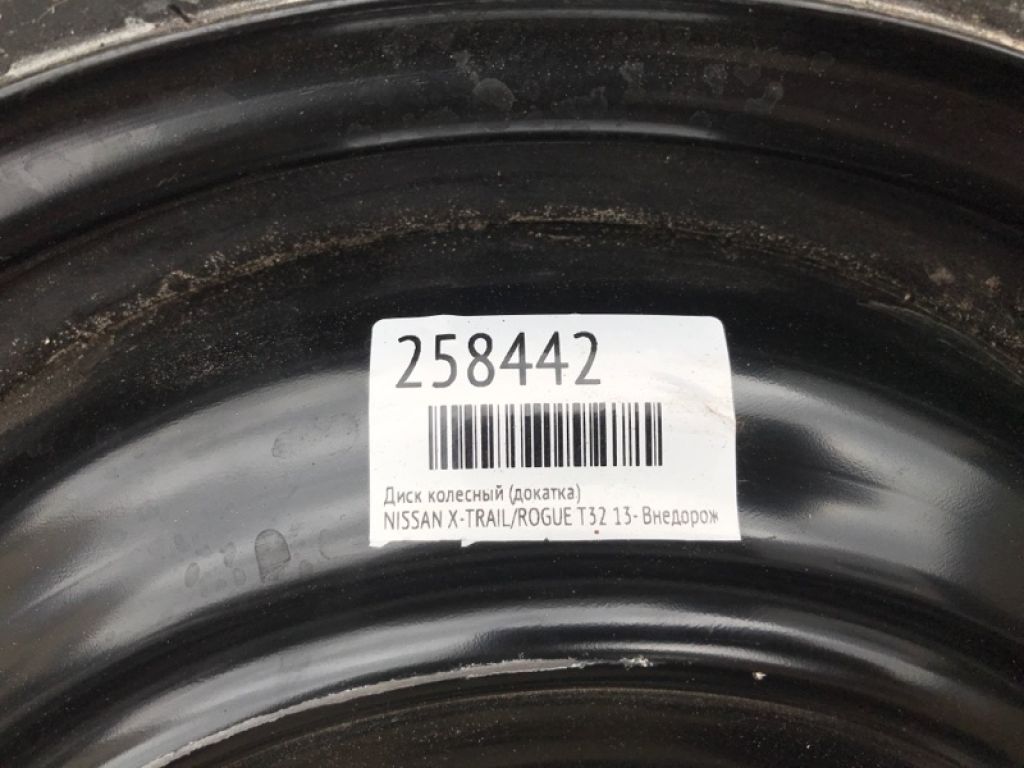 258442
Диск колесный (докатка)
NISSAN X-TRAIL/ROGUE T32 13- Внедорож